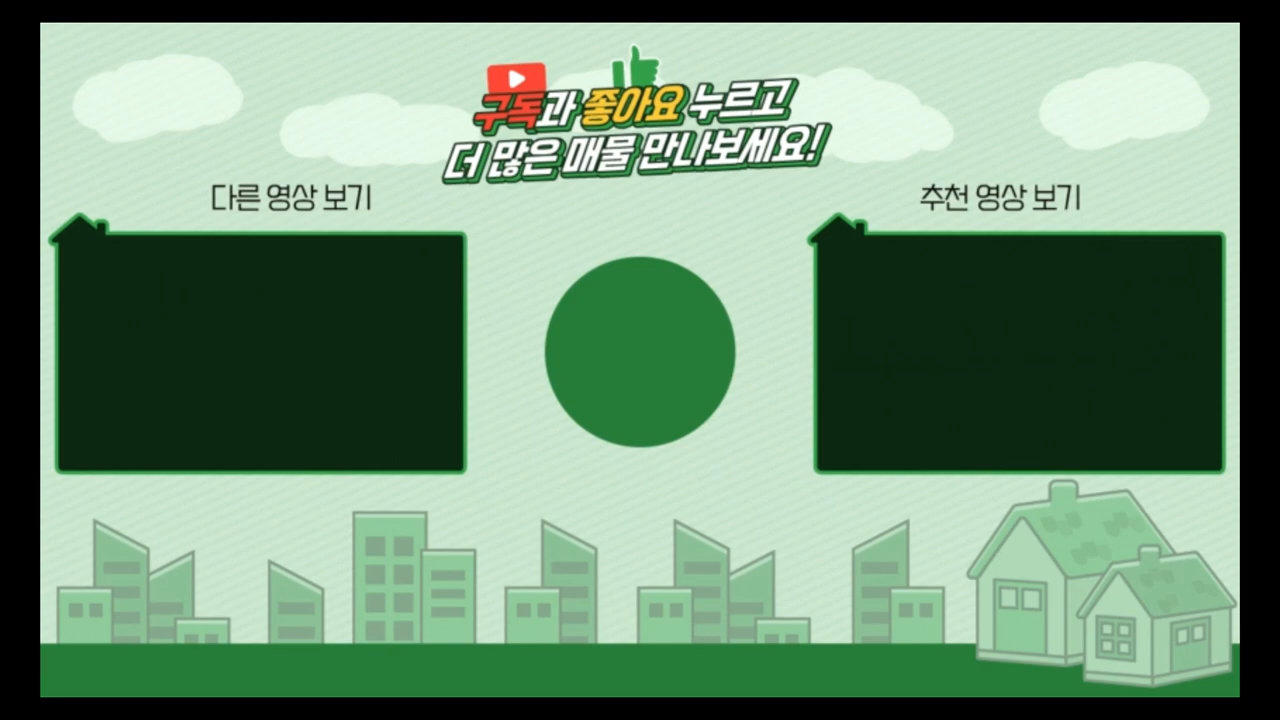 구독과 좋아요 누르고
더 많은 매물 만나보세요!
다른 영상 보기
추천 영상 보기